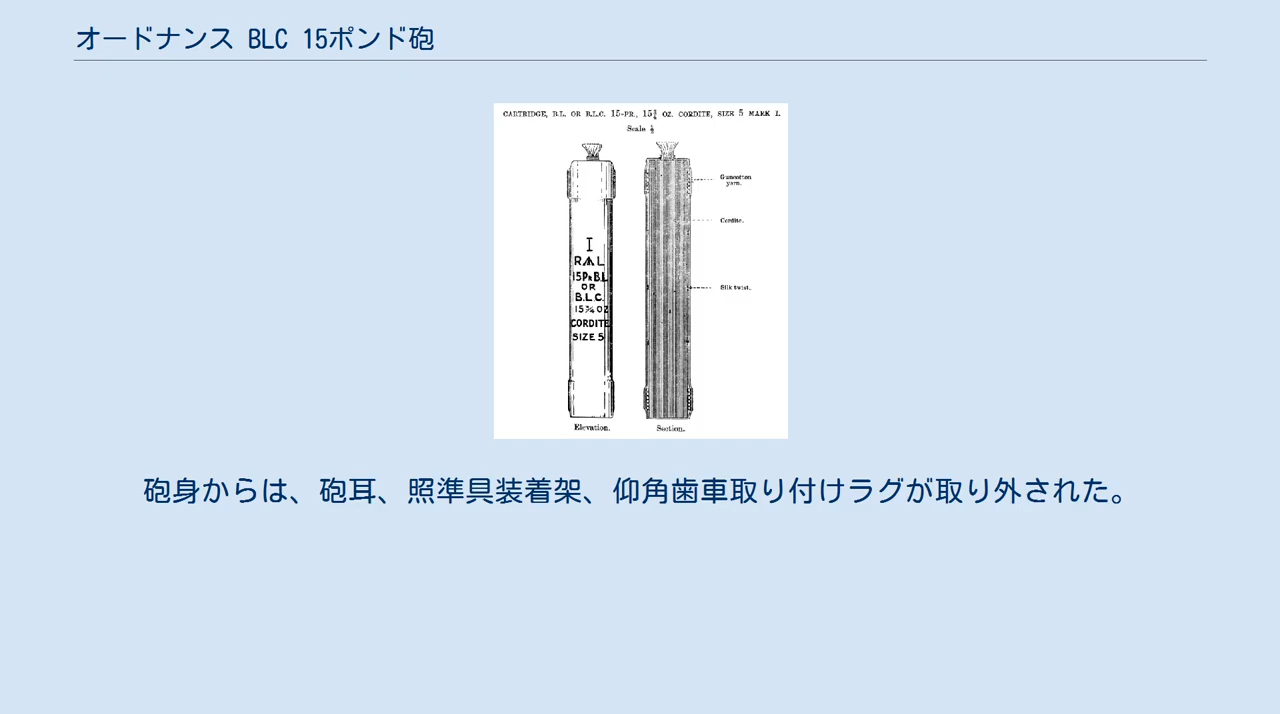 オードナンス BLC 15ポンド砲
CARTRIDGE, B.L. OR B.L.C. 15-PR., 15¾ OZ. CORDITE, SIZE 5 MARK I.
Scale ½
Guncotton
yarn.
Cordite.
Silk twist.
I
R.A.L
15PR B.L
OR
B.L.C.
15¾ OZ
CORDITE
SIZE 5
Elevation.
Section.
砲身からは、砲耳、照準具装着架、仰角歯車取り付けラグが取り外された。